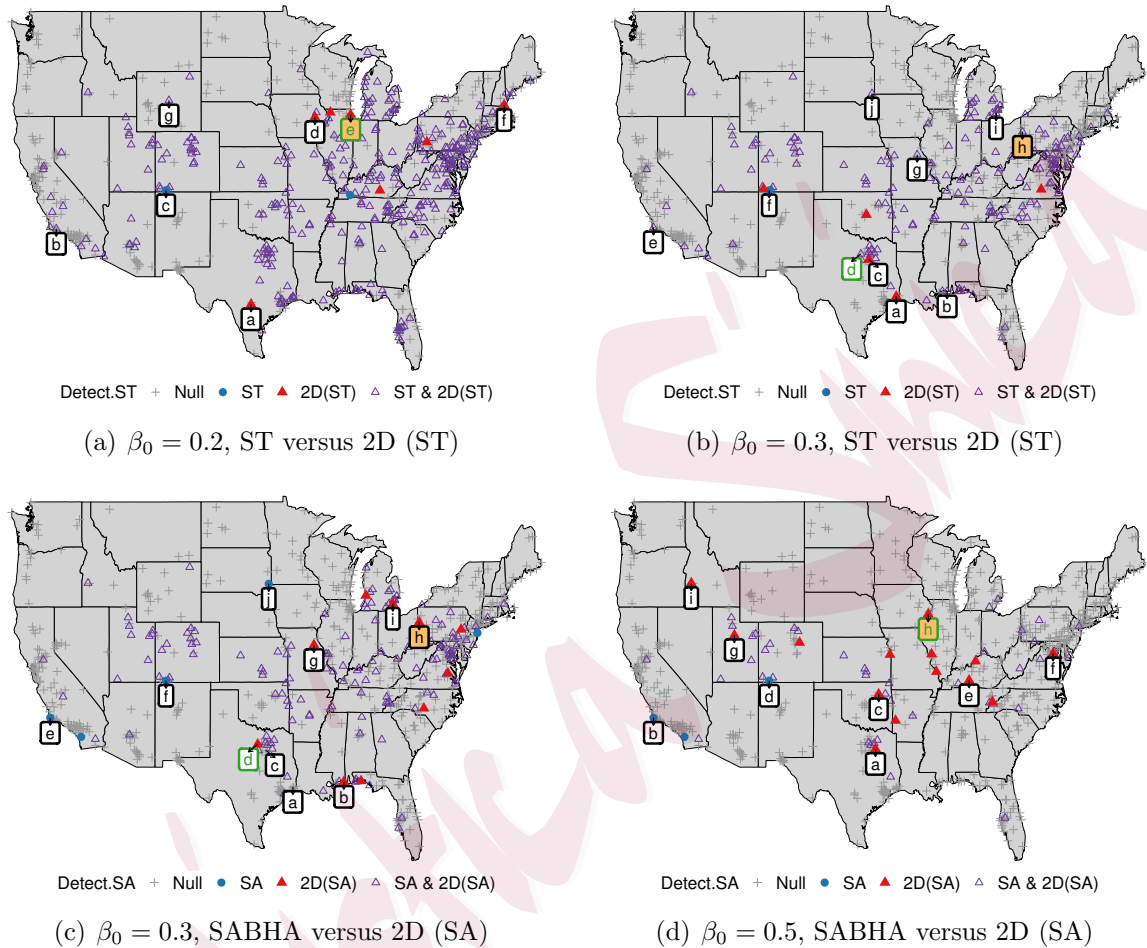 g
d
e
f
c
b
a
Detect.ST Null ST 2D(ST) ST & 2D(ST)
(a) β₀ = 0.2, ST versus 2D (ST)
j
i
h
g
f
e
d
c
a
b
Detect.ST Null ST 2D(ST) ST & 2D(ST)
(b) β₀ = 0.3, ST versus 2D (ST)
j
i
h
g
f
e
d
c
a
b
Detect.SA Null SA 2D(SA) SA & 2D(SA)
(c) β₀ = 0.3, SABHA versus 2D (SA)
i
h
g
f
d
e
c
b
a
Detect.SA Null SA 2D(SA) SA & 2D(SA)
(d) β₀ = 0.5, SABHA versus 2D (SA)